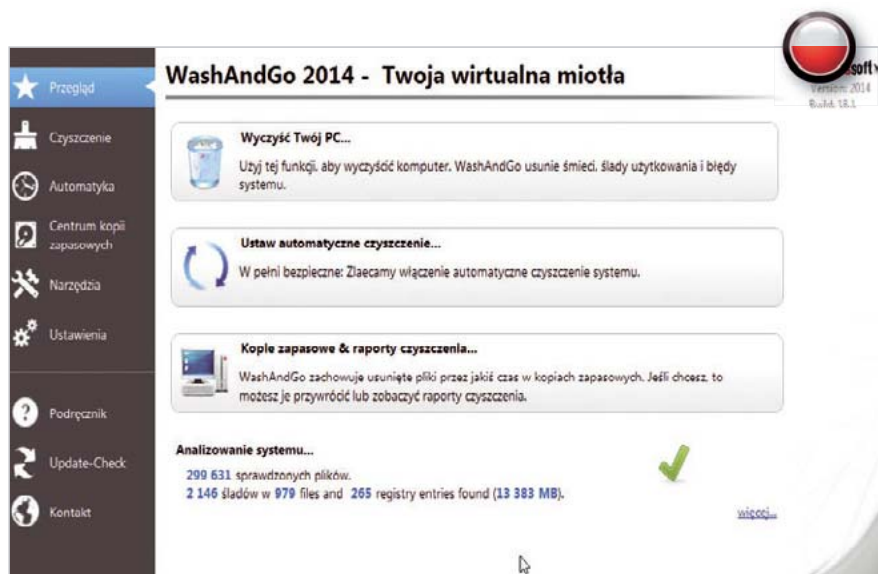 WashAndGo 2014 - Twoja wirtualna miotła
soft
Version: 2014
Build: 18.1
Przegląd
Czyszczenie
Automatyka
Centrum kopii
zapasowych
Narzędzia
Ustawienia
Podręcznik
Update-Check
Kontakt
Wyczyść Twój PC...
Użyj tej funkcji, aby wyczyścić komputer. WashAndGo usunie śmieci, ślady użytkowania i błędy
systemu.
Ustaw automatyczne czyszczenie...
W pełni bezpieczne: Zlaecamy włączenie automatyczne czyszczenie systemu.
Kopie zapasowe & raporty czyszczenia...
WashAndGo zachowuje usunięte pliki przez jakiś czas w kopiach zapasowych. Jeśli chcesz, to
możesz je przywrócić lub zobaczyć raporty czyszczenia.
Analizowanie systemu...
299 631 sprawdzonych plików.
2 146 śladów w 979 files and 265 registry entries found (13 383 MB).
więcej...